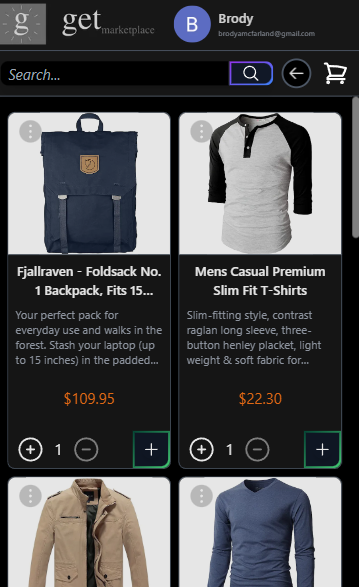 g
get
marketplace
Brody
brodyamcfarland@gmail.com
B
Search...
Fjallraven - Foldsack No.
1 Backpack, Fits 15...
Your perfect pack for
everyday use and walks in the
forest. Stash your laptop (up
to 15 inches) in the padded...
$109.95
1
Mens Casual Premium
Slim Fit T-Shirts
Slim-fitting style, contrast
raglan long sleeve, three-
button henley placket, light
weight & soft fabric for...
$22.30
1